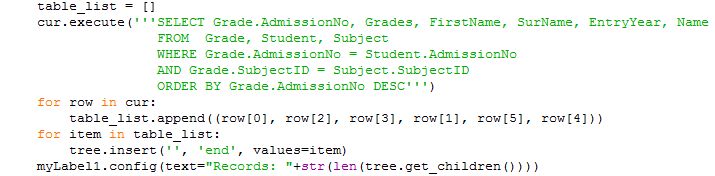 table_list = []
cur.execute('''SELECT Grade.AdmissionNo, Grades, FirstName, SurName, EntryYear, Name
FROM  Grade, Student, Subject
WHERE Grade.AdmissionNo = Student.AdmissionNo
AND Grade.SubjectID = Subject.SubjectID
ORDER BY Grade.AdmissionNo DESC''')
for row in cur:
table_list.append((row[0], row[2], row[3], row[1], row[5], row[4]))
for item in table_list:
tree.insert('', 'end', values=item)
myLabel1.config(text="Records: "+str(len(tree.get_children())))